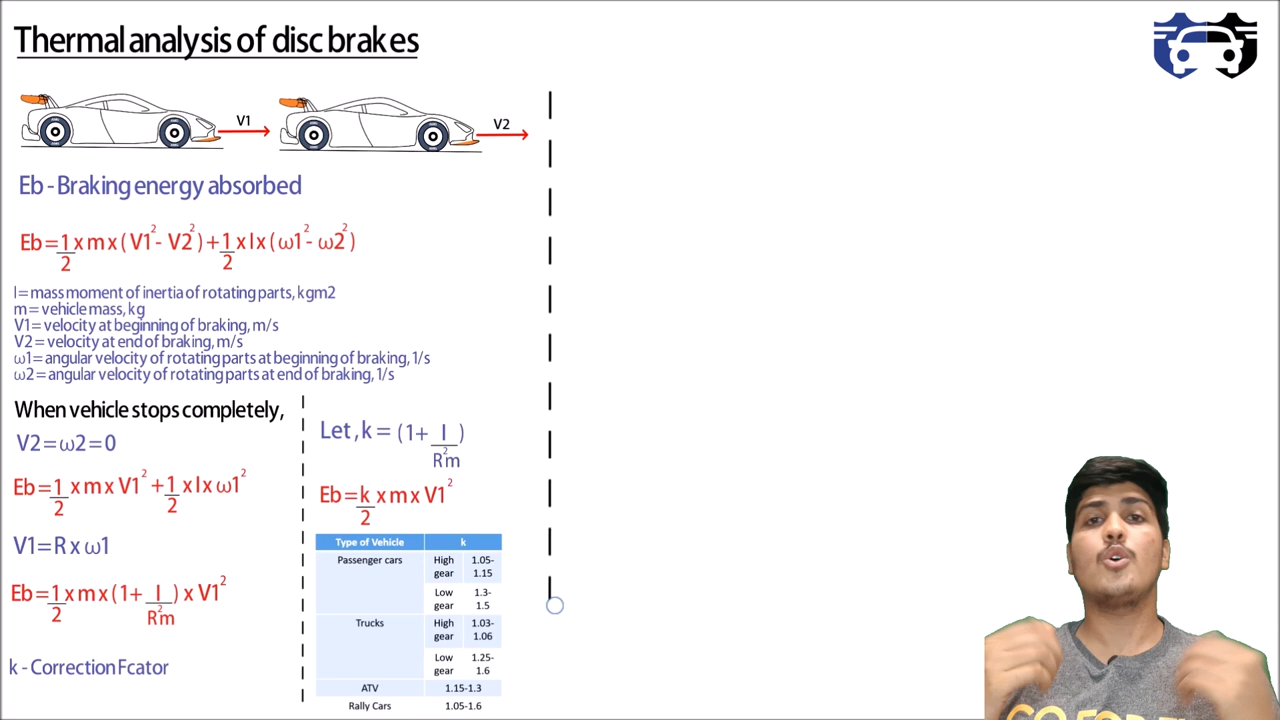 Thermal analysis of disc brakes
V1
V2
Eb - Braking energy absorbed
Eb = 1/2 x m x ( V1² - V2² ) + 1/2 x I x ( ω1² - ω2² )
I = mass moment of inertia of rotating parts, kgm2
m = vehicle mass, kg
V1 = velocity at beginning of braking, m/s
V2 = velocity at end of braking, m/s
ω1 = angular velocity of rotating parts at beginning of braking, 1/s
ω2 = angular velocity of rotating parts at end of braking, 1/s
When vehicle stops completely,
V2 = ω2 = 0
Eb = 1/2 x m x V1² + 1/2 x I x ω1²
V1 = R x ω1
Eb = 1/2 x m x ( 1 + I/R²m ) x V1²
k - Correction Fcator
Let , k = ( 1 + I/R²m )
Eb = k/2 x m x V1²
Type of Vehicle k
Passenger cars High gear 1.05-1.15
Low gear 1.3-1.5
Trucks High gear 1.03-1.06
Low gear 1.25-1.6
ATV 1.15-1.3
Rally Cars 1.05-1.6